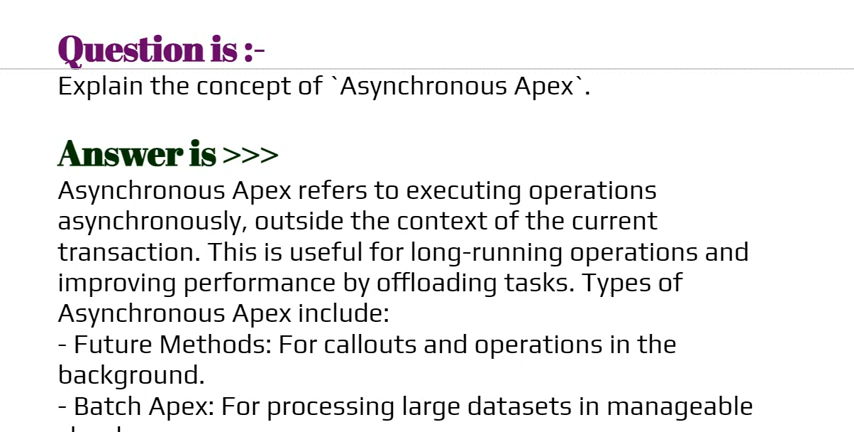 Question is :-
Explain the concept of `Asynchronous Apex`.
Answer is >>>
Asynchronous Apex refers to executing operations
asynchronously, outside the context of the current
transaction. This is useful for long-running operations and
improving performance by offloading tasks. Types of
Asynchronous Apex include:
- Future Methods: For callouts and operations in the
background.
- Batch Apex: For processing large datasets in manageable